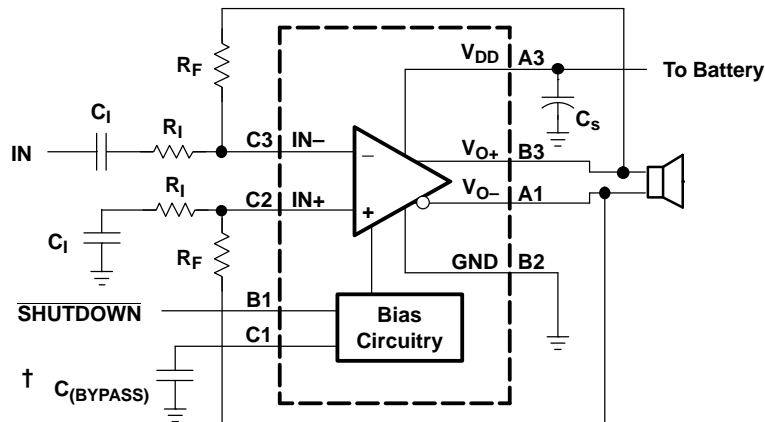 V_DD A3
To Battery
R_F
C_I
R_I
C_s
IN
C3 IN–
–
V_O+ B3
R_I
C2 IN+
+
V_O– A1
C_I
R_F
GND B2
SHUTDOWN
B1
Bias
Circuitry
C1
†
C_(BYPASS)